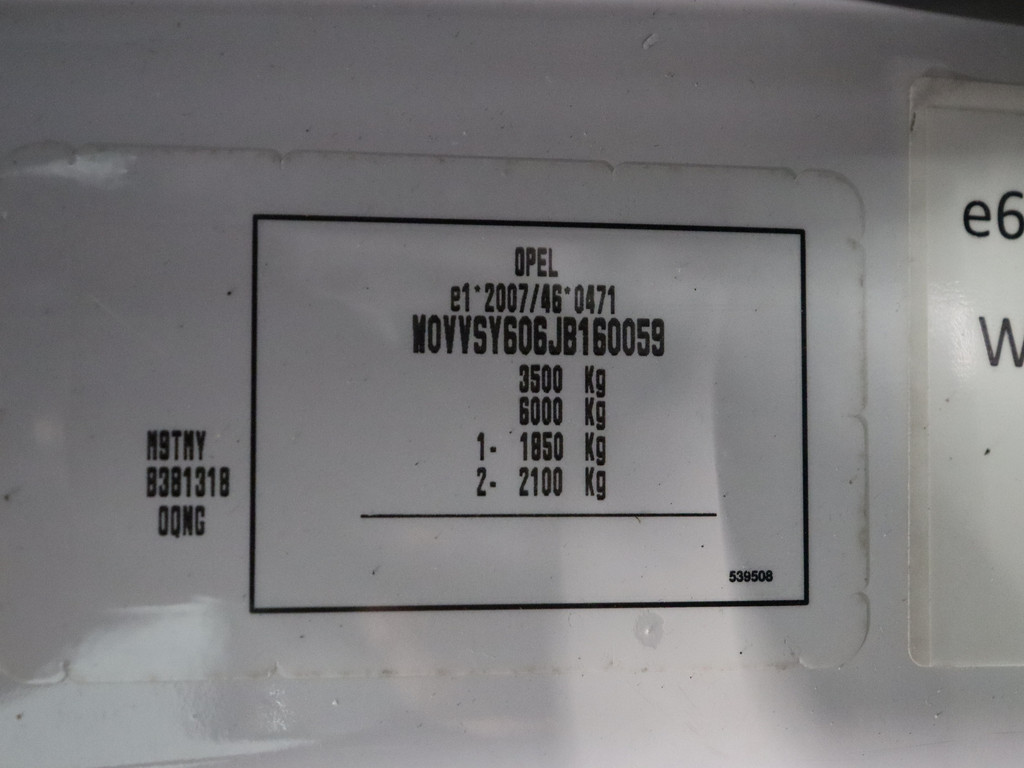 OPEL
e1*2007/46*0471
W0VVSY606JB160059
3500 Kg
6000 Kg
1- 1850 Kg
2- 2100 Kg
539508
M9TMY
B381318
0QMG
e6
W